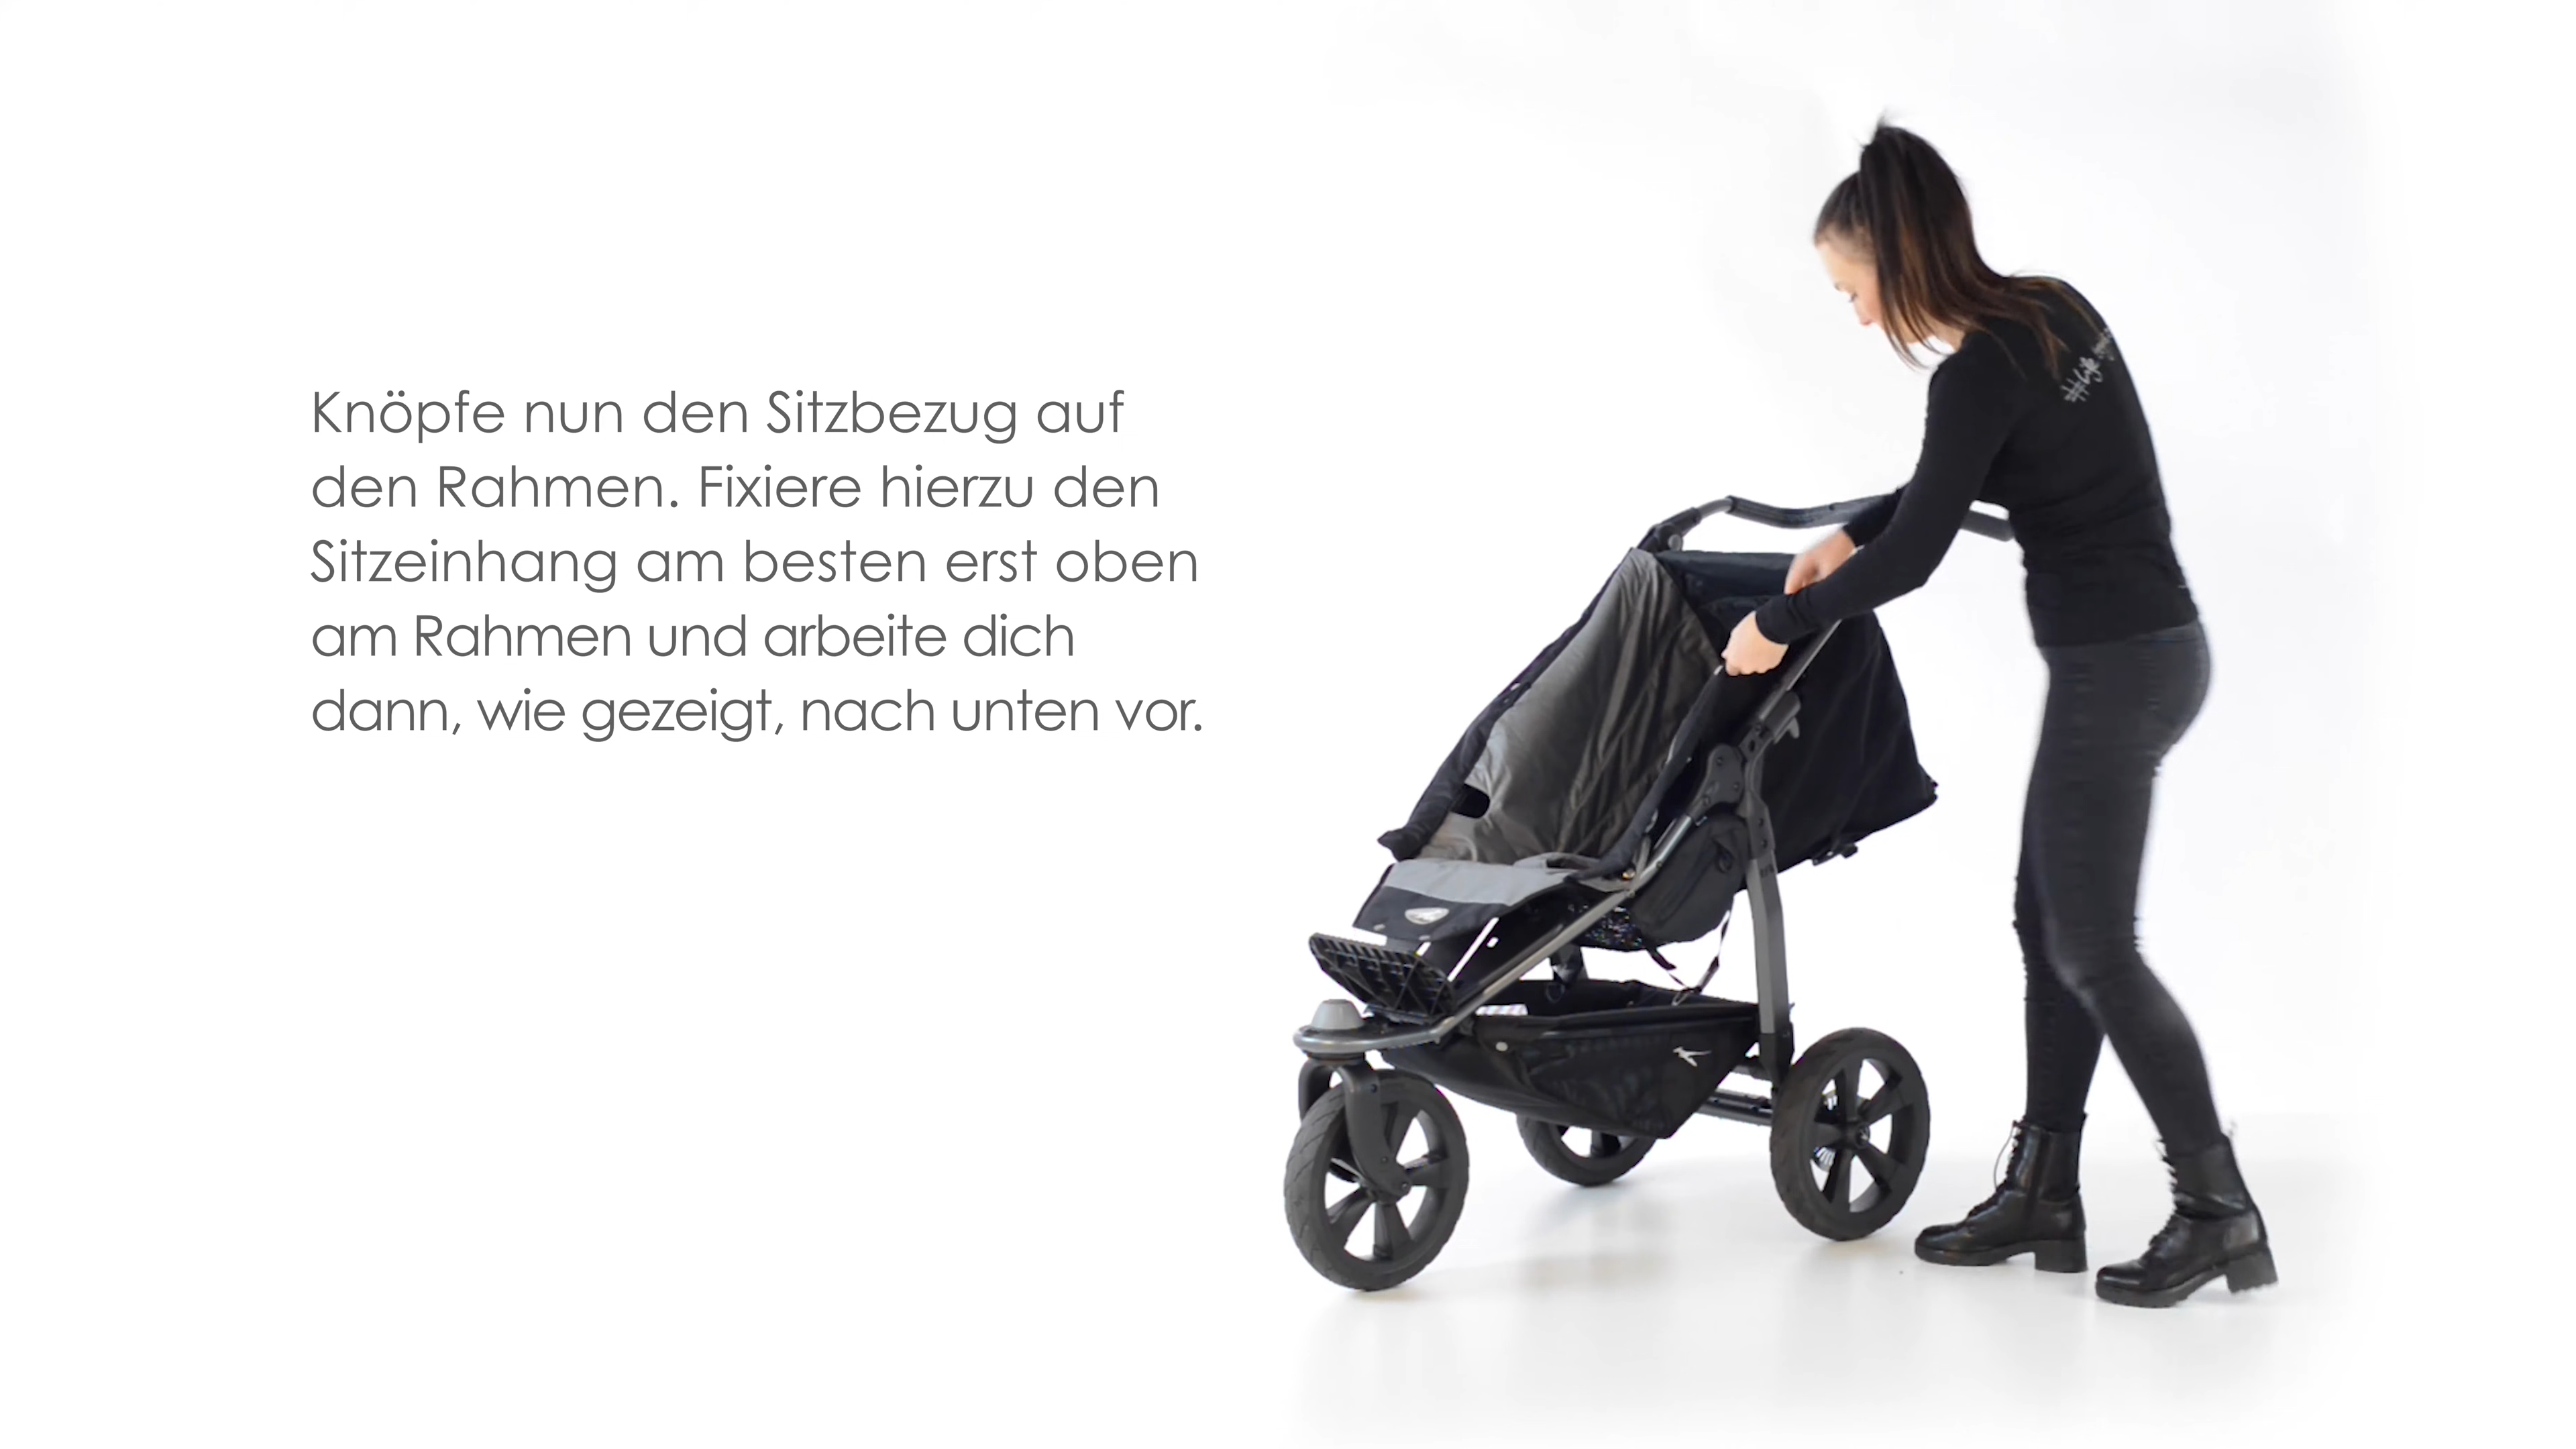 Knöpfe nun den Sitzbezug auf
den Rahmen. Fixiere hierzu den
Sitzeinhang am besten erst oben
am Rahmen und arbeite dich
dann, wie gezeigt, nach unten vor.